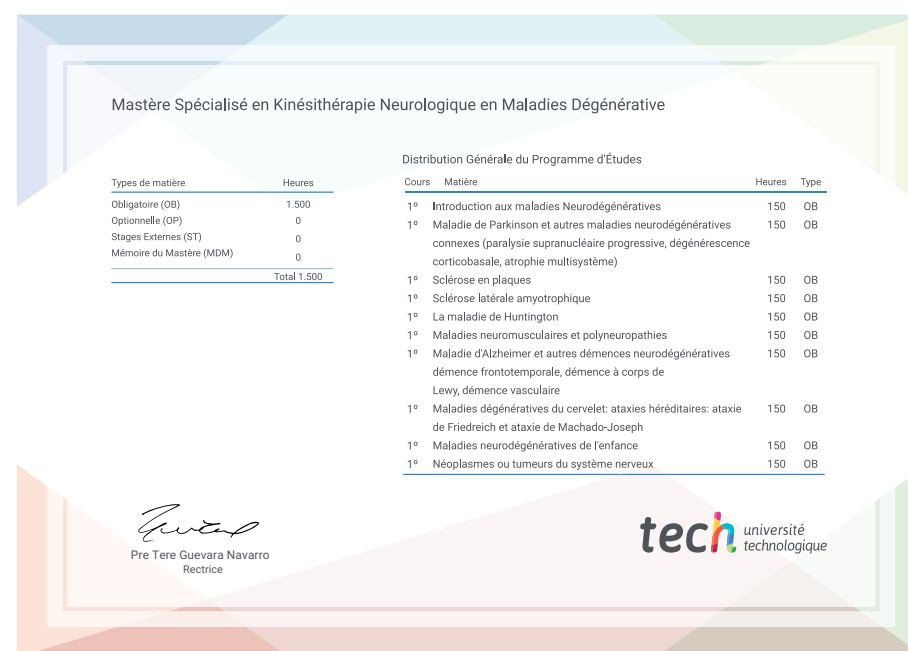 Mastère Spécialisé en Kinésithérapie Neurologique en Maladies Dégénérative
Types de matière Heures
Obligatoire (OB) 1.500
Optionnelle (OP) 0
Stages Externes (ST) 0
Mémoire du Mastère (MDM) 0
Total 1.500
Distribution Générale du Programme d'Études
Cours Matière Heures Type
1º Introduction aux maladies Neurodégénératives 150 OB
1º Maladie de Parkinson et autres maladies neurodégénératives 150 OB
connexes (paralysie supranucléaire progressive, dégénérescence
corticobasale, atrophie multisystème)
1º Sclérose en plaques 150 OB
1º Sclérose latérale amyotrophique 150 OB
1º La maladie de Huntington 150 OB
1º Maladies neuromusculaires et polyneuropathies 150 OB
1º Maladie d'Alzheimer et autres démences neurodégénératives 150 OB
démence frontotemporale, démence à corps de
Lewy, démence vasculaire
1º Maladies dégénératives du cervelet: ataxies héréditaires: ataxie 150 OB
de Friedreich et ataxie de Machado-Joseph
1º Maladies neurodégénératives de l'enfance 150 OB
1º Néoplasmes ou tumeurs du système nerveux 150 OB
Pre Tere Guevara Navarro
Rectrice
tech université
technologique